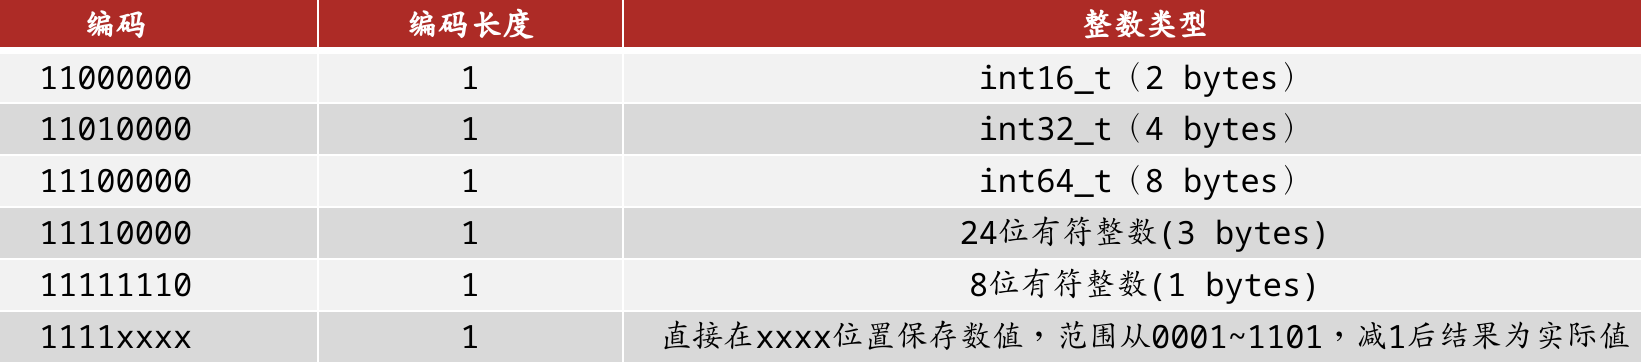 编码 编码长度 整数类型
11000000 1 int16_t（2 bytes）
11010000 1 int32_t（4 bytes）
11100000 1 int64_t（8 bytes）
11110000 1 24位有符整数(3 bytes)
11111110 1 8位有符整数(1 bytes)
1111xxxx 1 直接在xxxx位置保存数值，范围从0001~1101，减1后结果为实际值